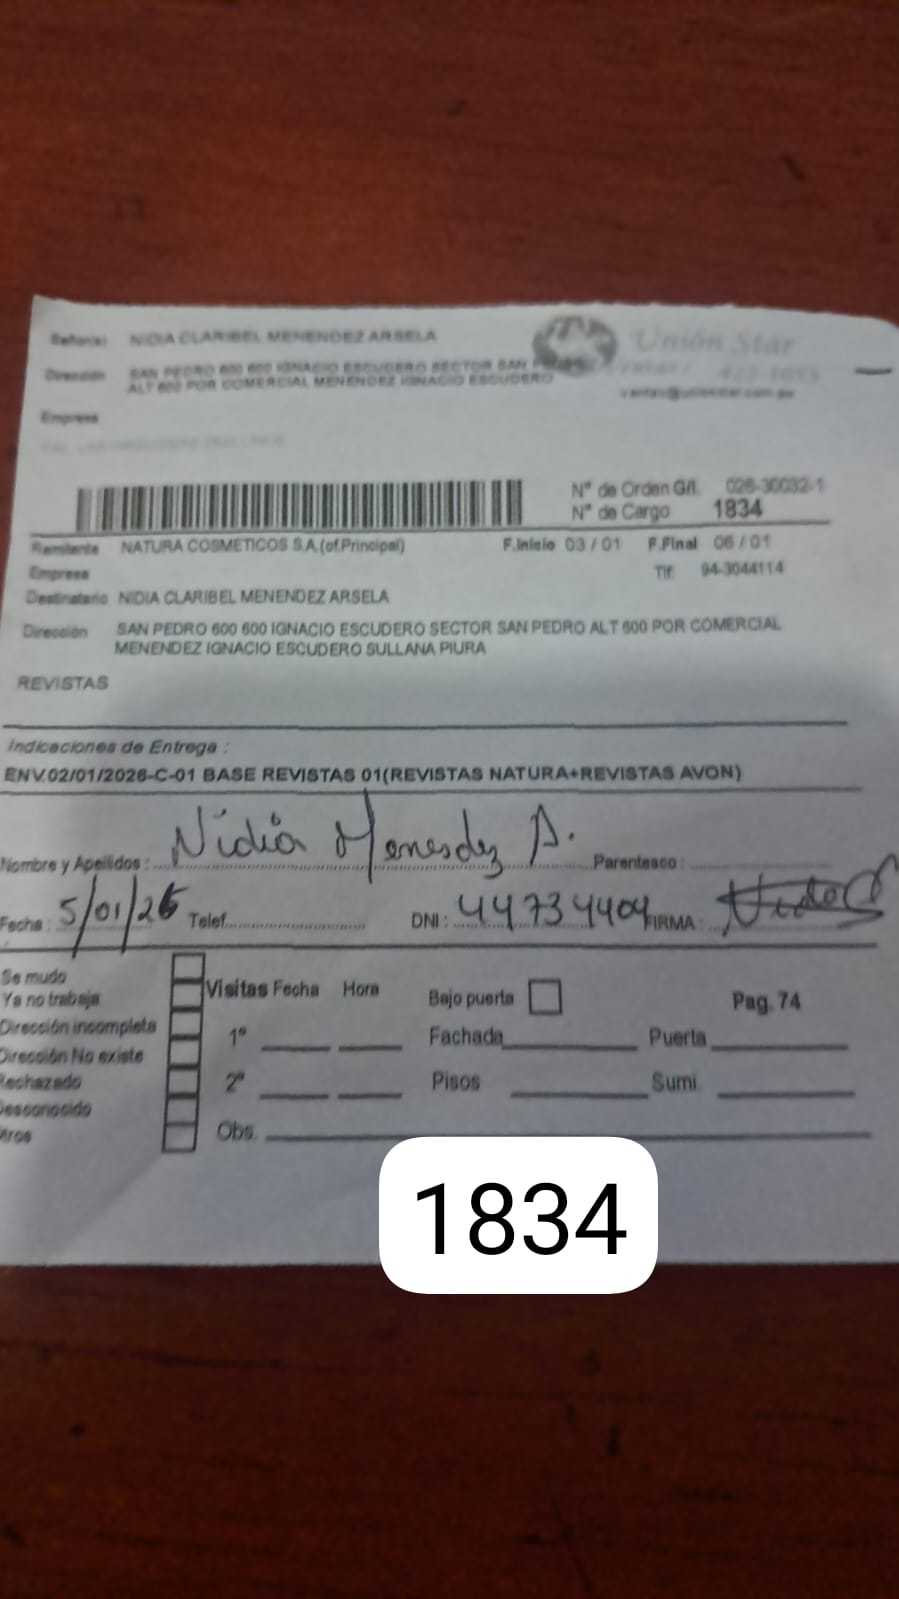 Señor(es) NIDIA CLARIBEL MENENDEZ ARSELA
Unión Star
Dirección SAN PEDRO 600 600 IGNACIO ESCUDERO SECTOR SAN
ALT 600 POR COMERCIAL MENENDEZ IGNACIO ESCUDERO
Empresa
N° de Orden G/I. 026-30032-1
N° de Cargo 1834
Remitente NATURA COSMETICOS S.A.(of.Principal) F.Inicio 03 / 01 F.Final 06 / 01
Empresa Tlf. 94-3044114
Destinatario NIDIA CLARIBEL MENENDEZ ARSELA
Dirección SAN PEDRO 600 600 IGNACIO ESCUDERO SECTOR SAN PEDRO ALT 600 POR COMERCIAL
MENENDEZ IGNACIO ESCUDERO SULLANA PIURA
REVISTAS
Indicaciones de Entrega :
ENV.02/01/2026-C-01 BASE REVISTAS 01(REVISTAS NATURA+REVISTAS AVON)
Nombre y Apellidos : Nidia Menendez A. Parentesco :
Fecha : 5/01/26 Telef. DNI : 44734404 FIRMA :
Se mudo
Ya no trabaja
Dirección incompleta
Dirección No existe
Rechazado
Desconocido
Otros
Visitas Fecha Hora Bajo puerta Pag. 74
1° Fachada Puerta
2° Pisos Sumi.
Obs.
1834